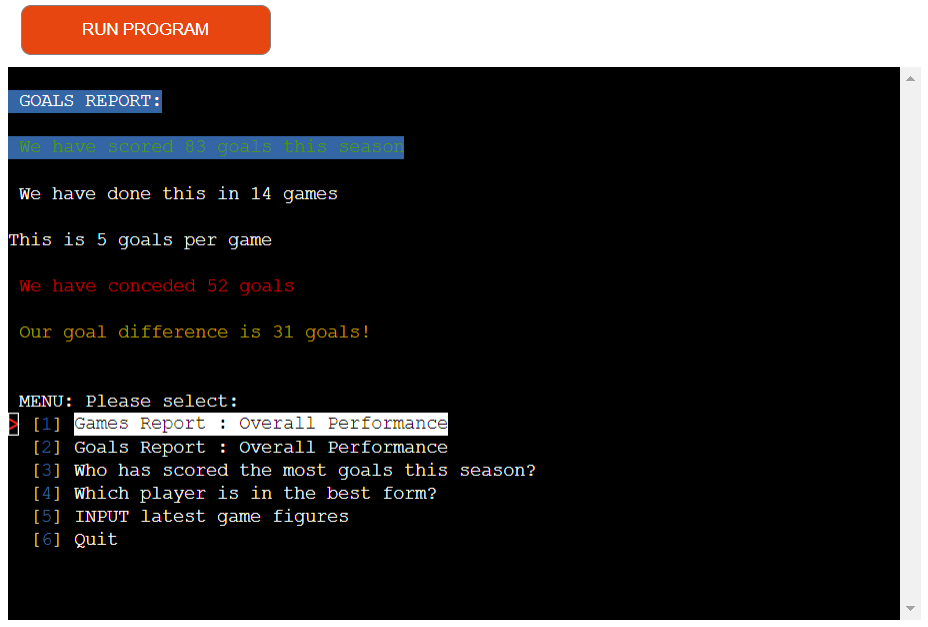 RUN PROGRAM
GOALS REPORT:
We have scored 83 goals this season
We have done this in 14 games
This is 5 goals per game
We have conceded 52 goals
Our goal difference is 31 goals!
MENU: Please select:
> [1] Games Report : Overall Performance
[2] Goals Report : Overall Performance
[3] Who has scored the most goals this season?
[4] Which player is in the best form?
[5] INPUT latest game figures
[6] Quit